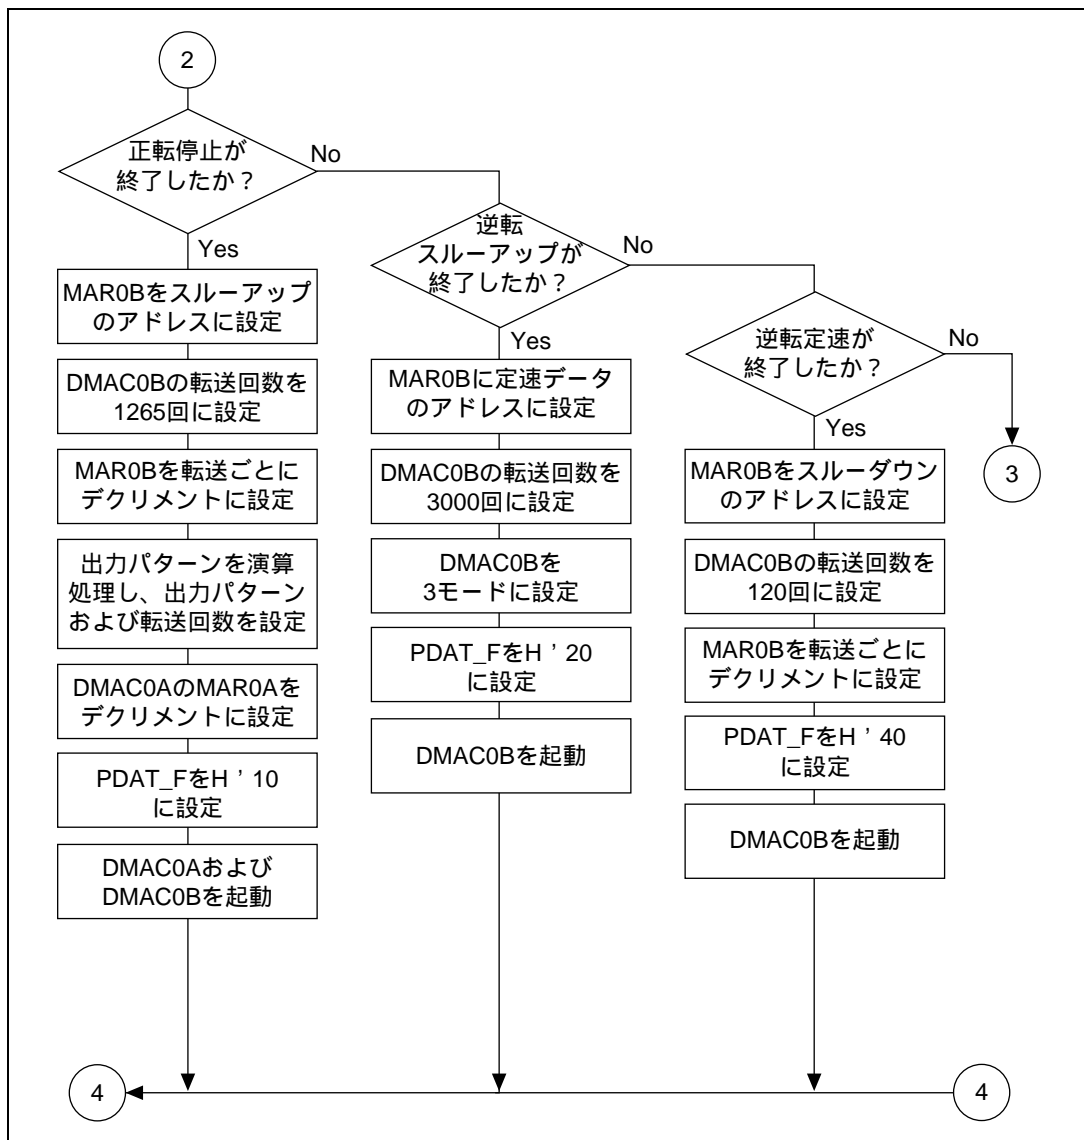 2
正転停止が
終了したか？
No
Yes
MAR0Bをスルーアップ
のアドレスに設定
DMAC0Bの転送回数を
1265回に設定
MAR0Bを転送ごとに
デクリメントに設定
出力パターンを演算
処理し、出力パターン
および転送回数を設定
DMAC0AのMAR0Aを
デクリメントに設定
PDAT_FをH＇10
に設定
DMAC0Aおよび
DMAC0Bを起動
逆転
スルーアップが
終了したか？
No
Yes
MAR0Bに定速データ
のアドレスに設定
DMAC0Bの転送回数を
3000回に設定
DMAC0Bを
3モードに設定
PDAT_FをH＇20
に設定
DMAC0Bを起動
逆転定速が
終了したか？
No
Yes
3
MAR0Bをスルーダウン
のアドレスに設定
DMAC0Bの転送回数を
120回に設定
MAR0Bを転送ごとに
デクリメントに設定
PDAT_FをH＇40
に設定
DMAC0Bを起動
4
4